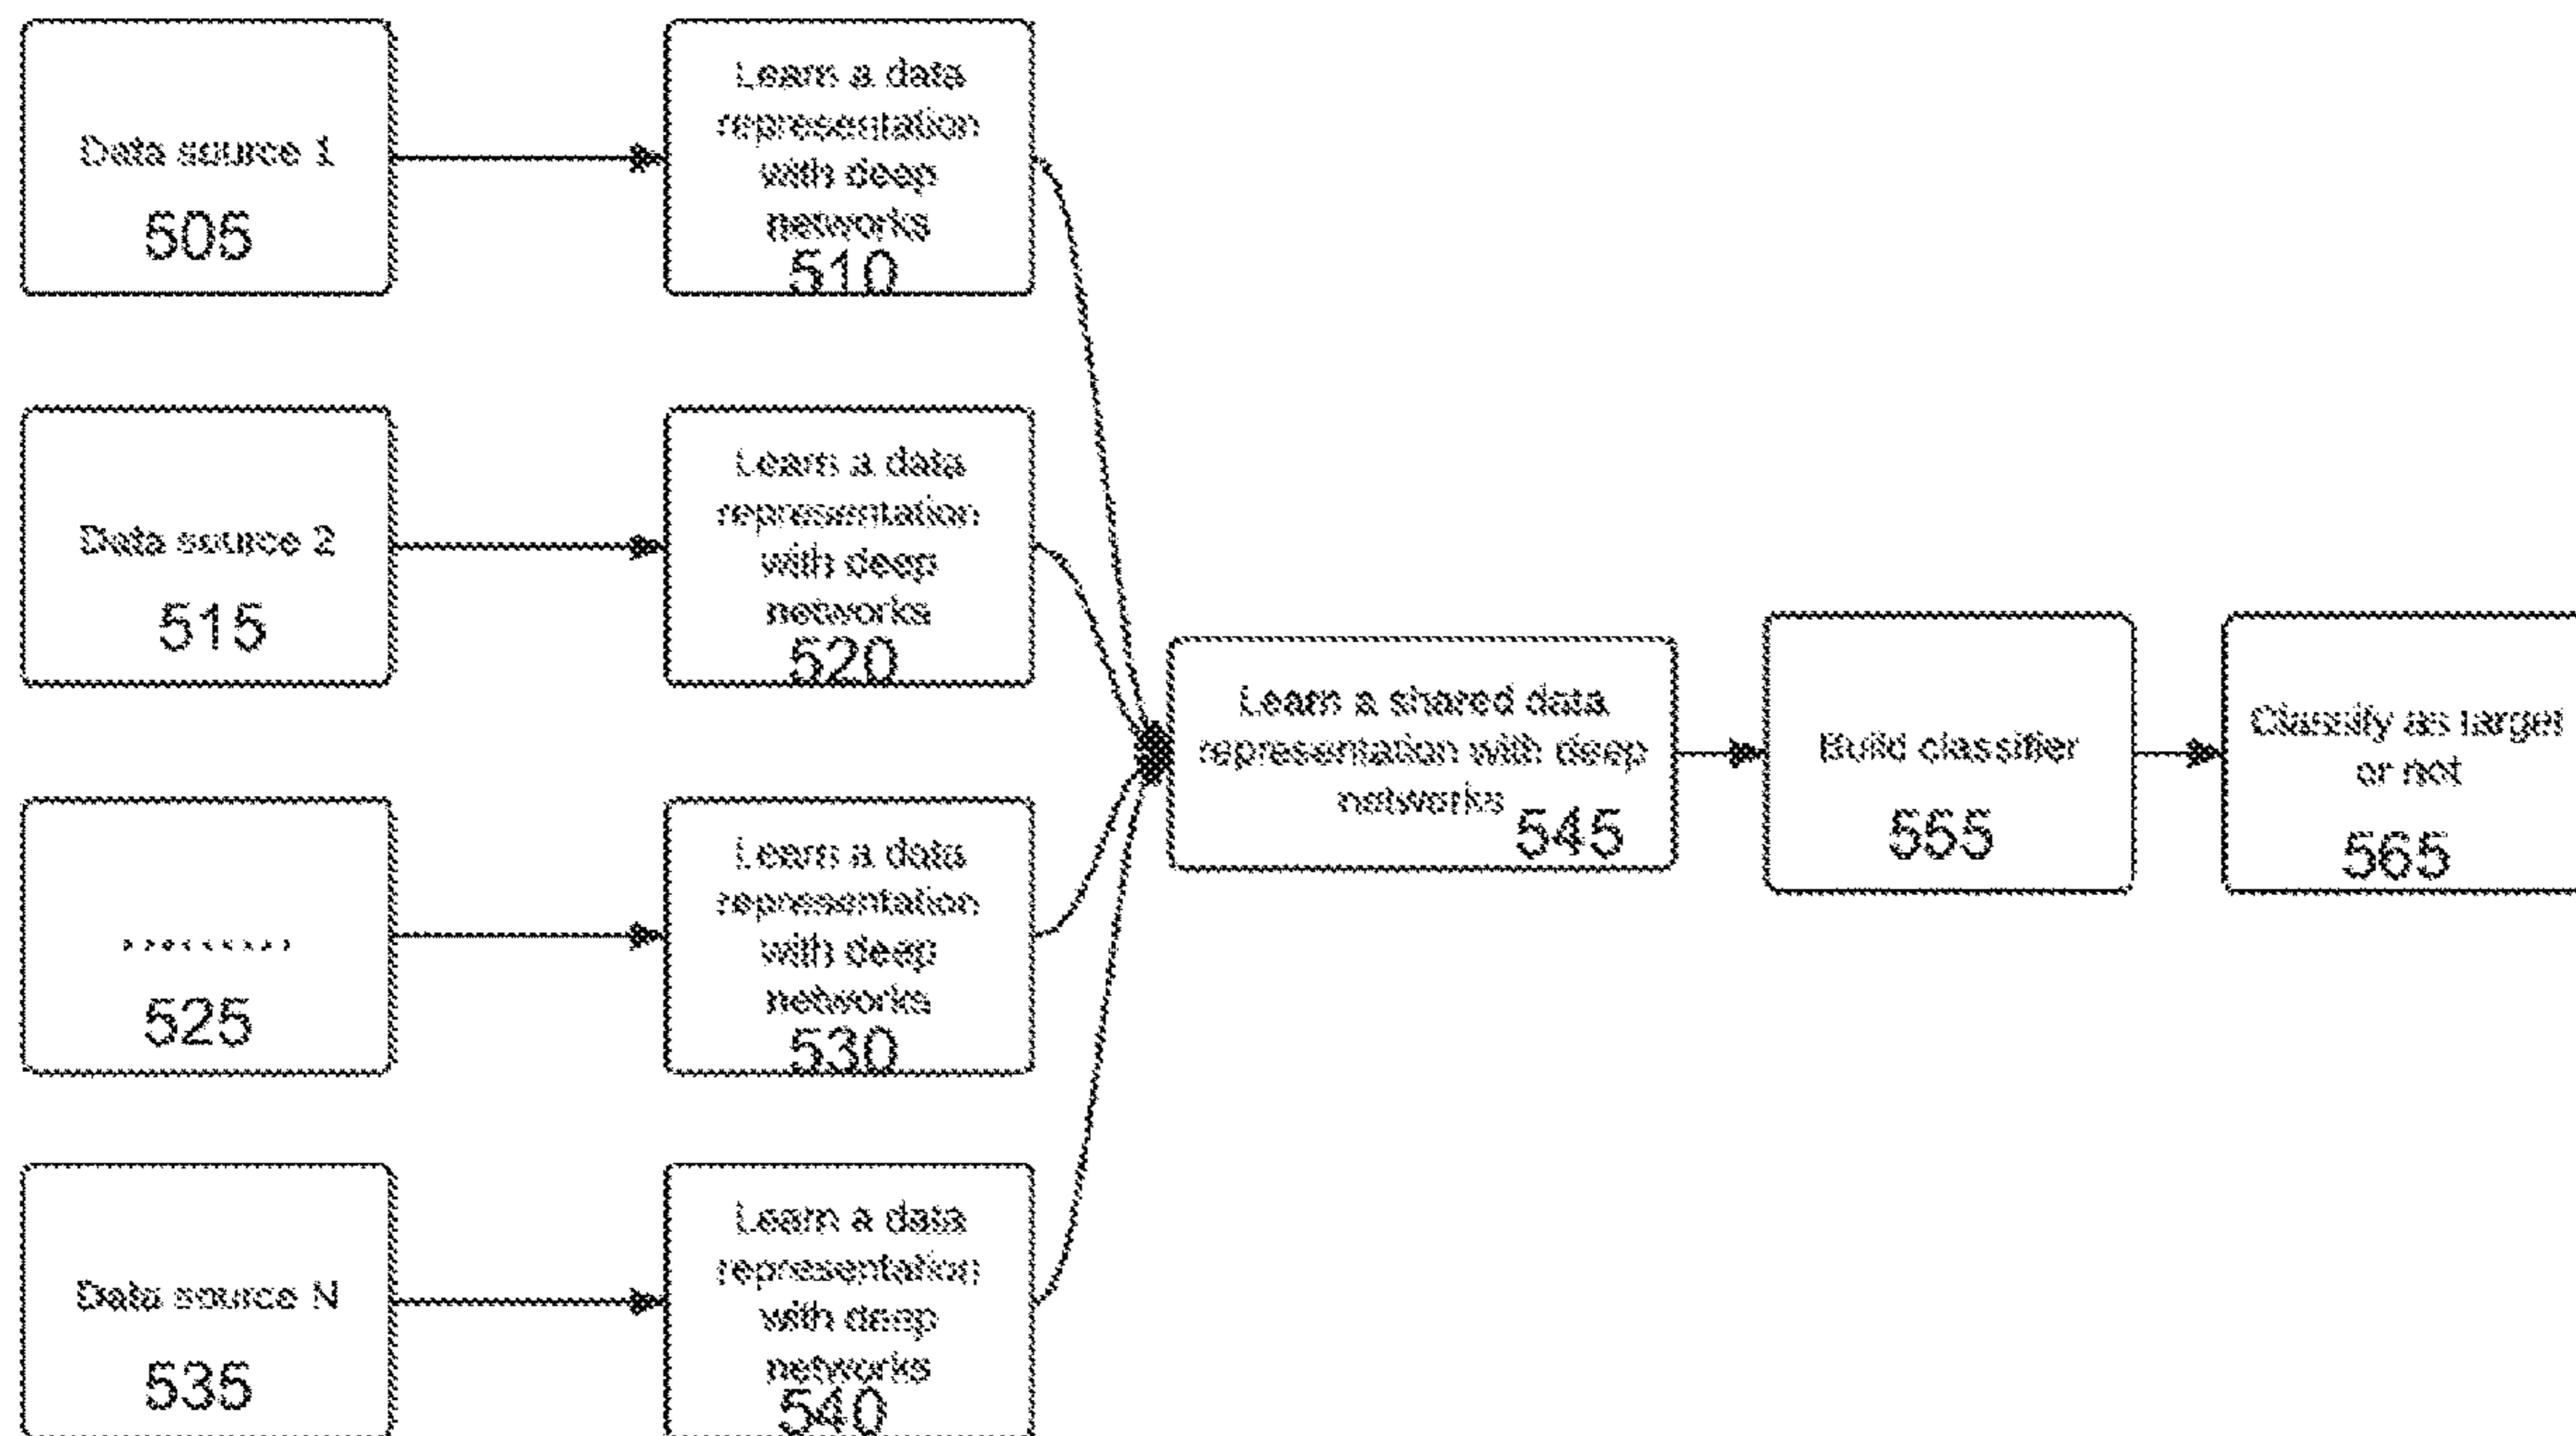 Data source 1
505
Learn a data
representation
with deep
networks
510
Data source 2
515
Learn a data
representation
with deep
networks
520
.........
525
Learn a data
representation
with deep
networks
530
Data source N
535
Learn a data
representation
with deep
networks
540
Learn a shared data
representation with deep
networks
545
Build classifier
555
Classify as target
or not
565